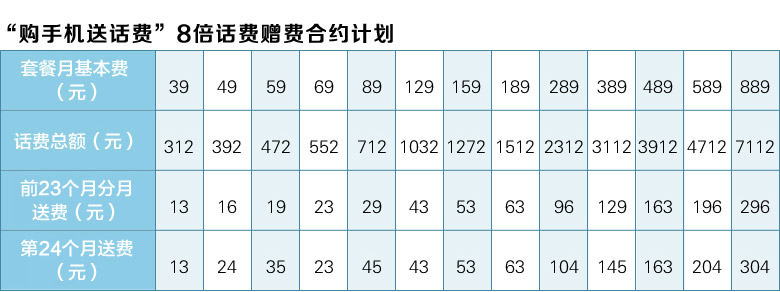 “购手机送话费”8倍话费赠费合约计划
套餐月基本费（元） 39 49 59 69 89 129 159 189 289 389 489 589 889
话费总额（元） 312 392 472 552 712 1032 1272 1512 2312 3112 3912 4712 7112
前23个月分月送费（元） 13 16 19 23 29 43 53 63 96 129 163 196 296
第24个月送费（元） 13 24 35 23 45 43 53 63 104 145 163 204 304